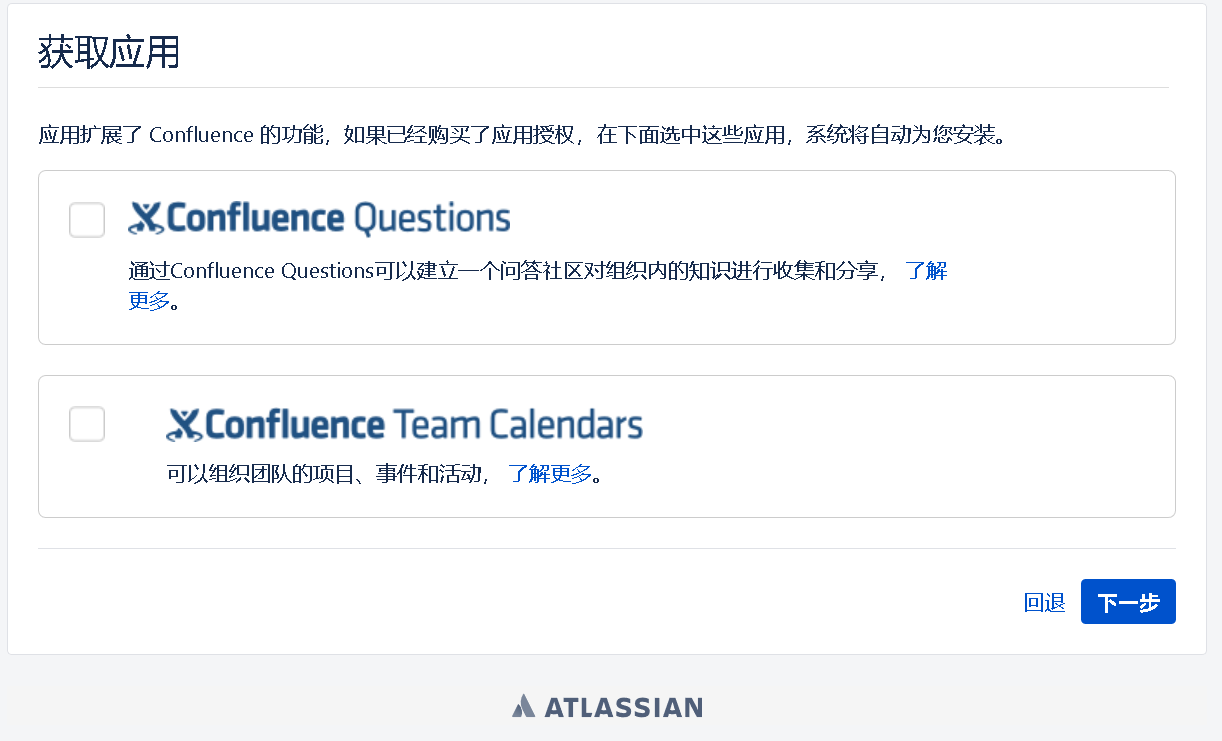 获取应用
应用扩展了 Confluence 的功能，如果已经购买了应用授权，在下面选中这些应用，系统将自动为您安装。
Confluence Questions
通过Confluence Questions可以建立一个问答社区对组织内的知识进行收集和分享， 了解
更多。
Confluence Team Calendars
可以组织团队的项目、事件和活动， 了解更多。
回退 下一步
ATLASSIAN